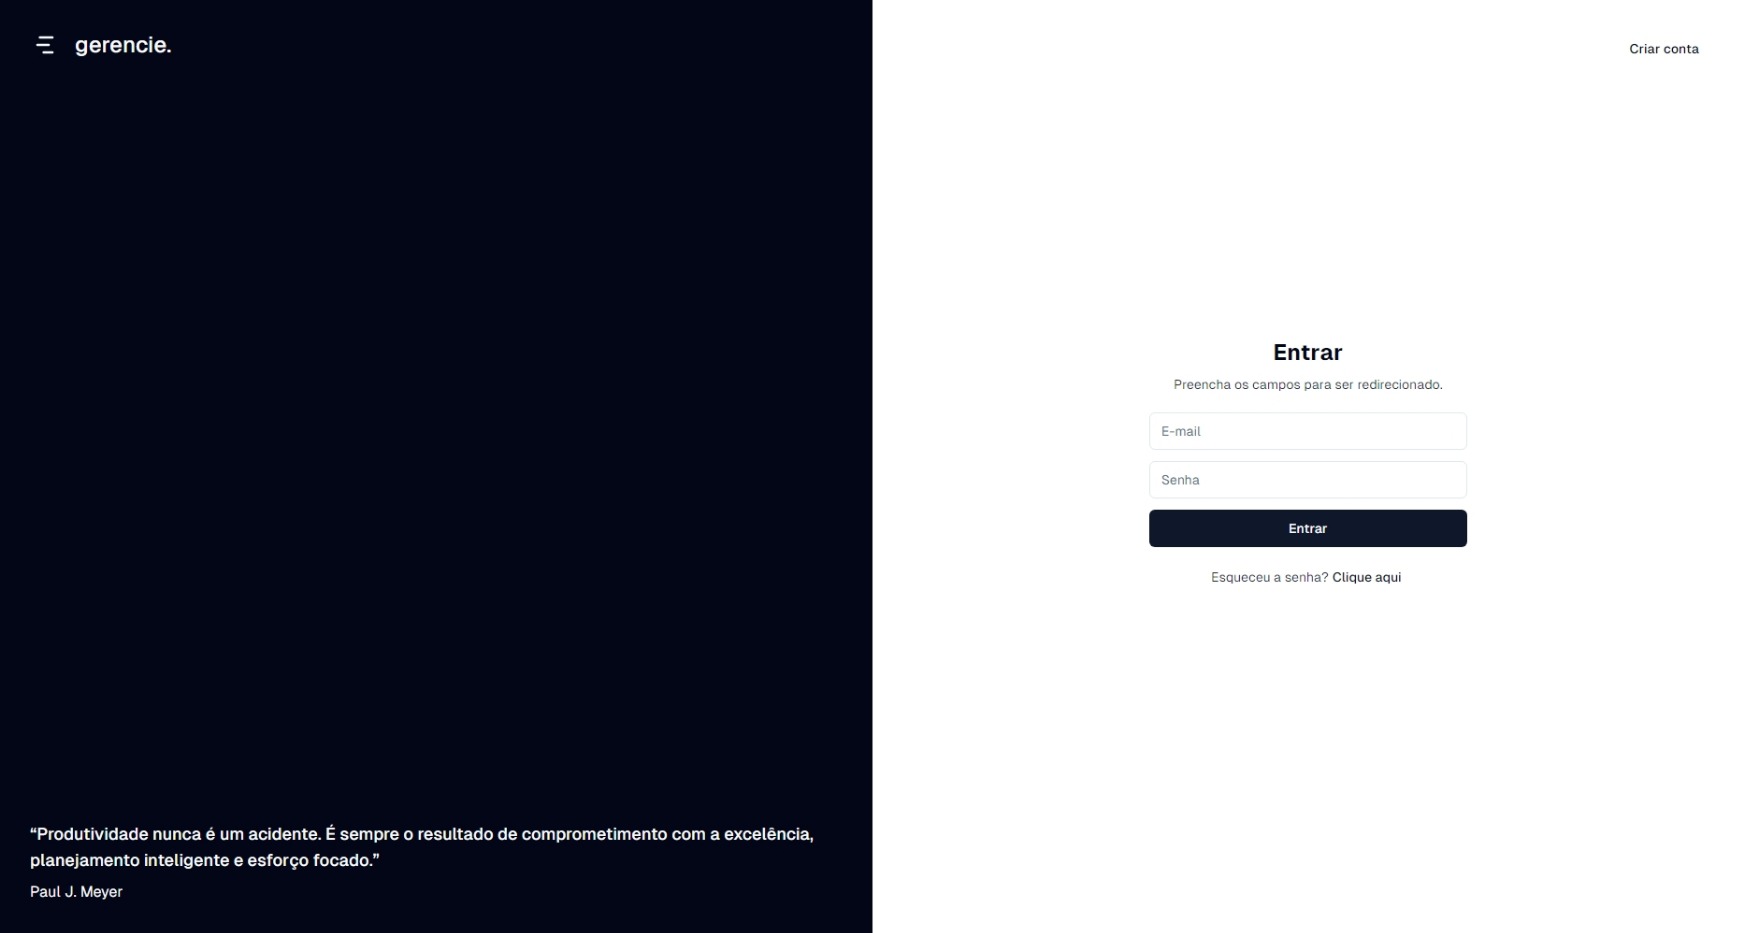 gerencie.
Criar conta
Entrar
Preencha os campos para ser redirecionado.
E-mail
Senha
Entrar
Esqueceu a senha? Clique aqui
“Produtividade nunca é um acidente. É sempre o resultado de comprometimento com a excelência,
planejamento inteligente e esforço focado.”
Paul J. Meyer